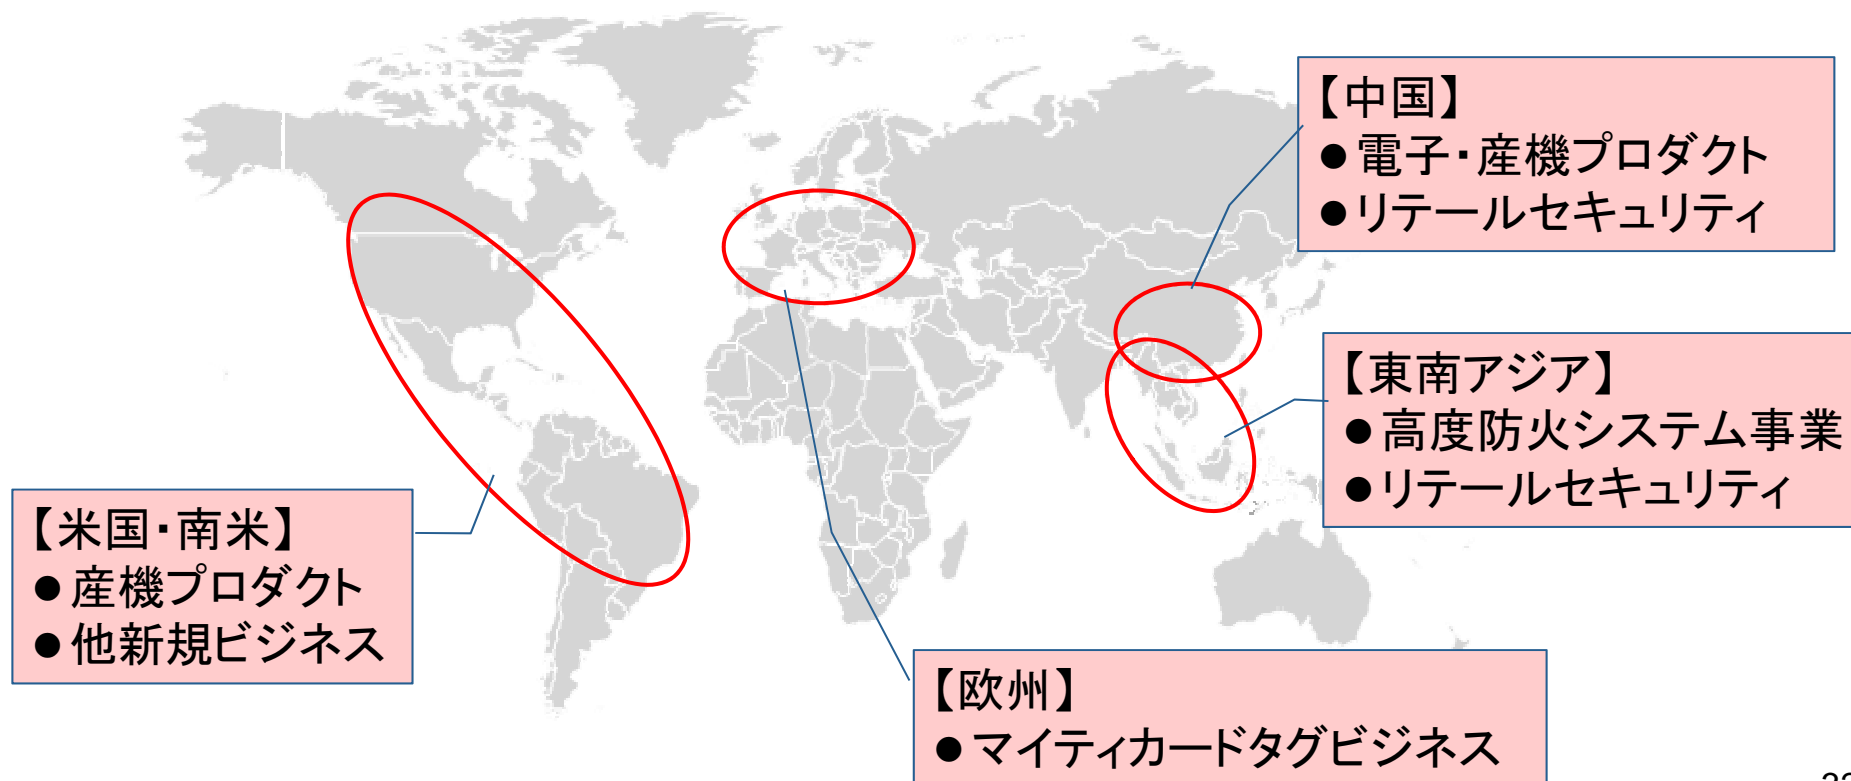 【中国】
●電子・産機プロダクト
●リテールセキュリティ
【東南アジア】
●高度防火システム事業
●リテールセキュリティ
【米国・南米】
●産機プロダクト
●他新規ビジネス
【欧州】
●マイティカードタグビジネス